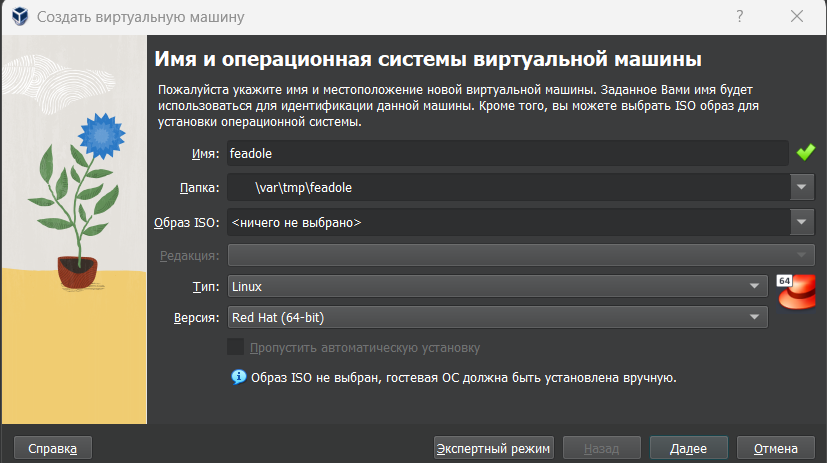 Создать виртуальную машину
Имя и операционная системы виртуальной машины
Пожалуйста укажите имя и местоположение новой виртуальной машины. Заданное Вами имя будет
использоваться для идентификации данной машины. Кроме того, вы можете выбрать ISO образ для
установки операционной системы.
Имя: feadole
Папка: \var\tmp\feadole
Образ ISO: <ничего не выбрано>
Редакция:
Тип: Linux
64
Версия: Red Hat (64-bit)
Пропустить автоматическую установку
Образ ISO не выбран, гостевая ОС должна быть установлена вручную.
Справка Экспертный режим Назад Далее Отмена